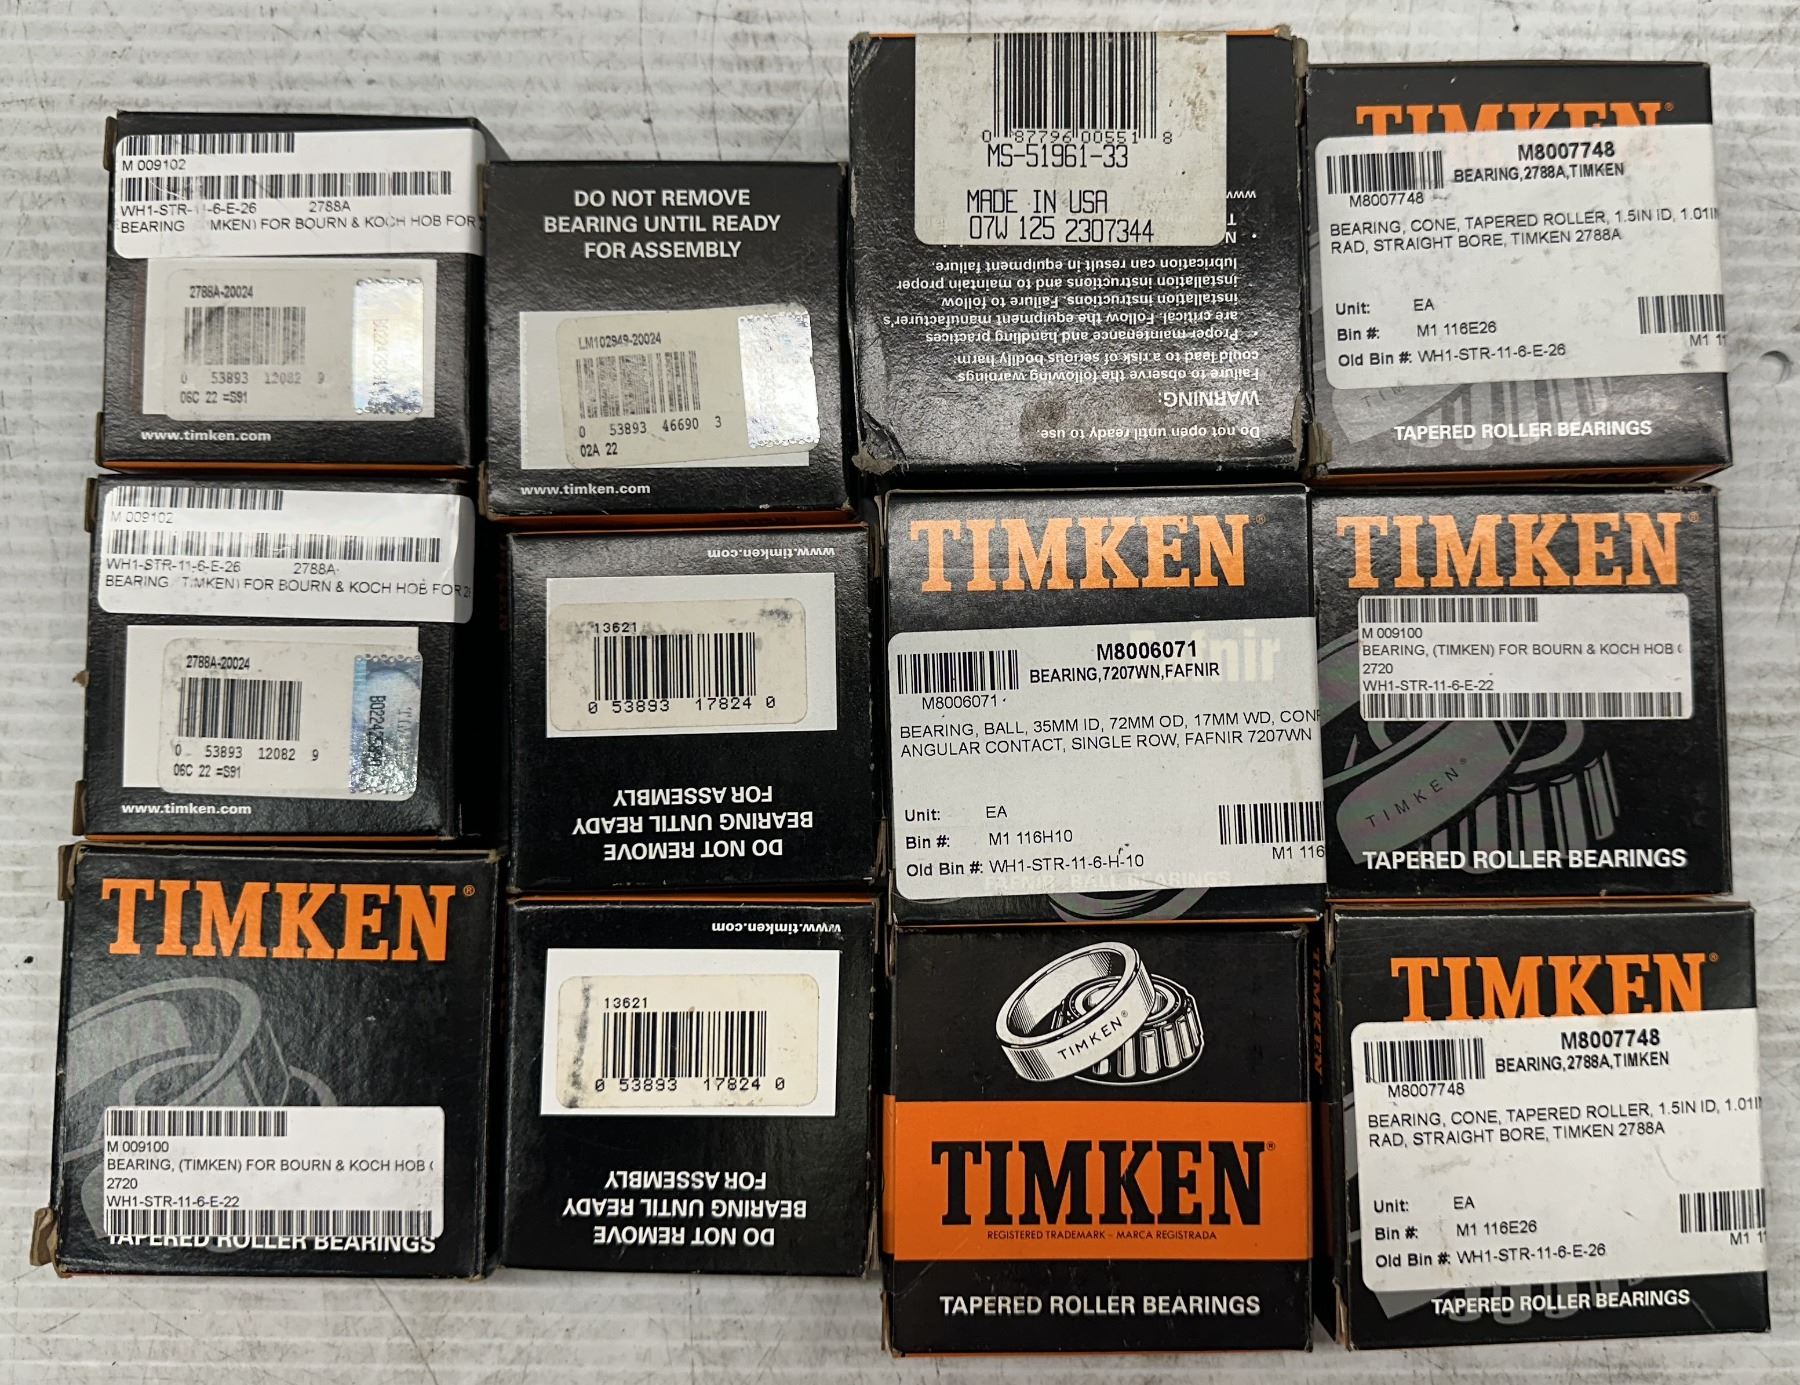 M 009102
WH1-STR- -6-E-26 2788A
BEARING MKEN) FOR BOURN & KOCH HOB FOR
2788A-20024
0 53893 12082 9
06C 22 =S91
www.timken.com
DO NOT REMOVE
BEARING UNTIL READY
FOR ASSEMBLY
LM102949-20024
0 53893 46690 3
02A 22
www.timken.com
0 87796 00551 8
MS-51961-33
MADE IN USA
07W 125 2307344
www
Do not open until ready to use.
WARNING:
Failure to observe the following warnings
could lead to a risk of serious bodily harm:
• Proper maintenance and handling practices
are critical. Follow the equipment manufacturer's
installation instructions. Failure to follow
installation instructions and to maintain proper
lubrication can result in equipment failure.
TIMKEN®
M8007748
BEARING,2788A,TIMKEN
M8007748
BEARING, CONE, TAPERED ROLLER, 1.5IN ID, 1.01I
RAD, STRAIGHT BORE, TIMKEN 2788A
Unit: EA
Bin #: M1 116E26
M1 1
Old Bin #: WH1-STR-11-6-E-26
TIMK
TAPERED ROLLER BEARINGS
M 009102
WH1-STR-11-6-E-26 2788A
BEARING TIMKEN) FOR BOURN & KOCH HOB FOR
2788A-20024
0 53893 12082 9
06C 22 =S91
www.timken.com
www.timken.com
13621
0 53893 17824 0
DO NOT REMOVE
BEARING UNTIL READY
FOR ASSEMBLY
TIMKEN®
M8006071
BEARING,7207WN,FAFNIR
M8006071
BEARING, BALL, 35MM ID, 72MM OD, 17MM WD, CON
ANGULAR CONTACT, SINGLE ROW, FAFNIR 7207WN
Unit: EA
Bin #: M1 116H10
M1 116
Old Bin #: WH1-STR-11-6-H-10
FAFNIR BALL BEARINGS
TIMKEN®
M 009100
BEARING, (TIMKEN) FOR BOURN & KOCH HOB
2720
WH1-STR-11-6-E-22
TIMKEN®
TAPERED ROLLER BEARINGS
TIMKEN®
M 009100
BEARING, (TIMKEN) FOR BOURN & KOCH HOB
2720
WH1-STR-11-6-E-22
TAPERED ROLLER BEARINGS
www.timken.com
13621
0 53893 17824 0
DO NOT REMOVE
BEARING UNTIL READY
FOR ASSEMBLY
TIMKEN®
TIMKEN®
REGISTERED TRADEMARK – MARCA REGISTRADA
TAPERED ROLLER BEARINGS
TIMKEN
TIMKEN®
M8007748
BEARING,2788A,TIMKEN
M8007748
BEARING, CONE, TAPERED ROLLER, 1.5IN ID, 1.01I
RAD, STRAIGHT BORE, TIMKEN 2788A
Unit: EA
Bin #: M1 116E26
M1 1
Old Bin #: WH1-STR-11-6-E-26
TAPERED ROLLER BEARINGS